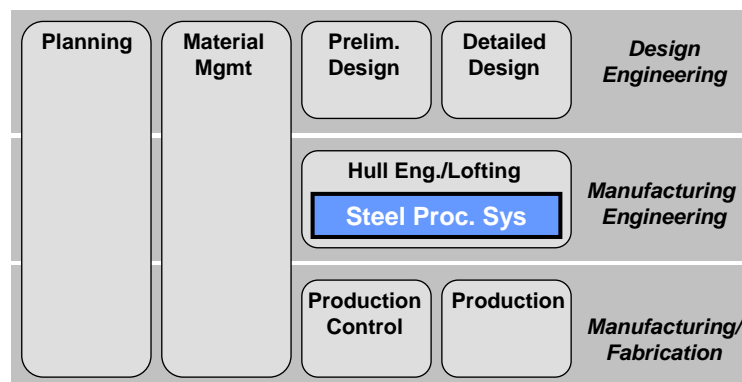 Planning
Material
Mgmt
Prelim.
Design
Detailed
Design
Design
Engineering
Hull Eng./Lofting
Steel Proc. Sys
Manufacturing
Engineering
Production
Control
Production
Manufacturing/
Fabrication